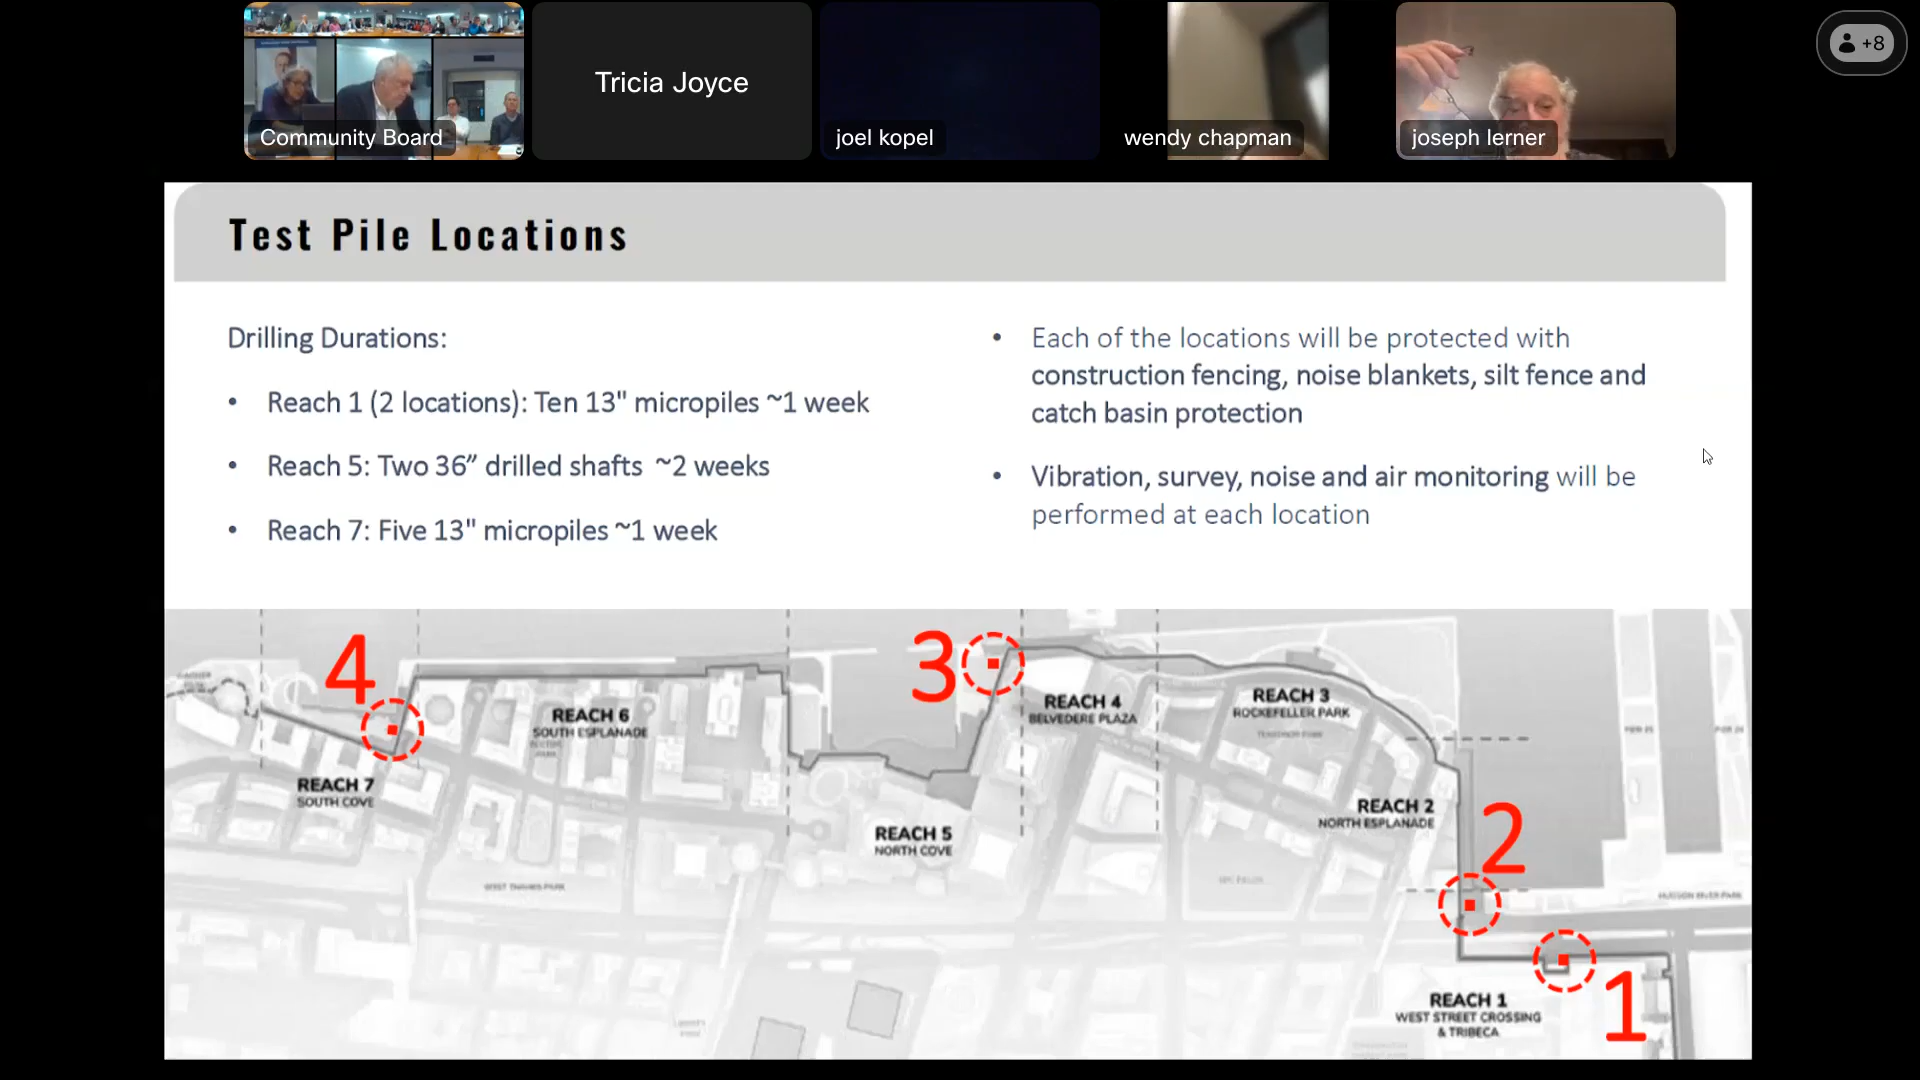 Community Board
Tricia Joyce
joel kopel
wendy chapman
joseph lerner
+8
Test Pile Locations
Drilling Durations:
• Reach 1 (2 locations): Ten 13" micropiles ~1 week
• Reach 5: Two 36” drilled shafts ~2 weeks
• Reach 7: Five 13" micropiles ~1 week
• Each of the locations will be protected with
construction fencing, noise blankets, silt fence and
catch basin protection
• Vibration, survey, noise and air monitoring will be
performed at each location
4
3
REACH 6
SOUTH ESPLANADE
REACH 4
BELVEDERE PLAZA
REACH 3
ROCKEFELLER PARK
REACH 7
SOUTH COVE
REACH 5
NORTH COVE
REACH 2
NORTH ESPLANADE
2
WEST THAMES PARK
HUDSON RIVER PARK
REACH 1
WEST STREET CROSSING
& TRIBECA
1